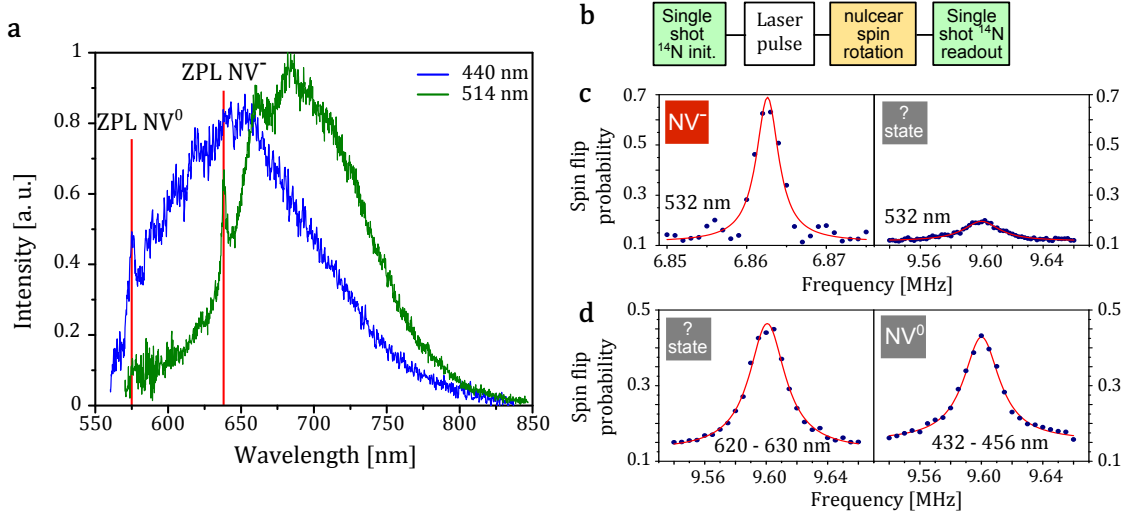 a
ZPL NV⁰
ZPL NV⁻
440 nm
514 nm
1
0.8
0.6
0.4
0.2
0
Intensity [a. u.]
550 600 650 700 750 800 850
Wavelength [nm]
b
Single
shot
¹⁴N init.
Laser
pulse
nulcear
spin
rotation
Single
shot ¹⁴N
readout
c
0.7
0.5
0.3
0.1
Spin flip
probability
NV⁻
532 nm
6.85 6.86 6.87
Frequency [MHz]
?
state
532 nm
9.56 9.60 9.64
0.7
0.5
0.3
0.1
d
0.5
0.3
0.1
Spin flip
probability
?
state
620 - 630 nm
9.56 9.60 9.64
NV⁰
432 - 456 nm
9.56 9.60 9.64
0.5
0.3
0.1
Frequency [MHz]